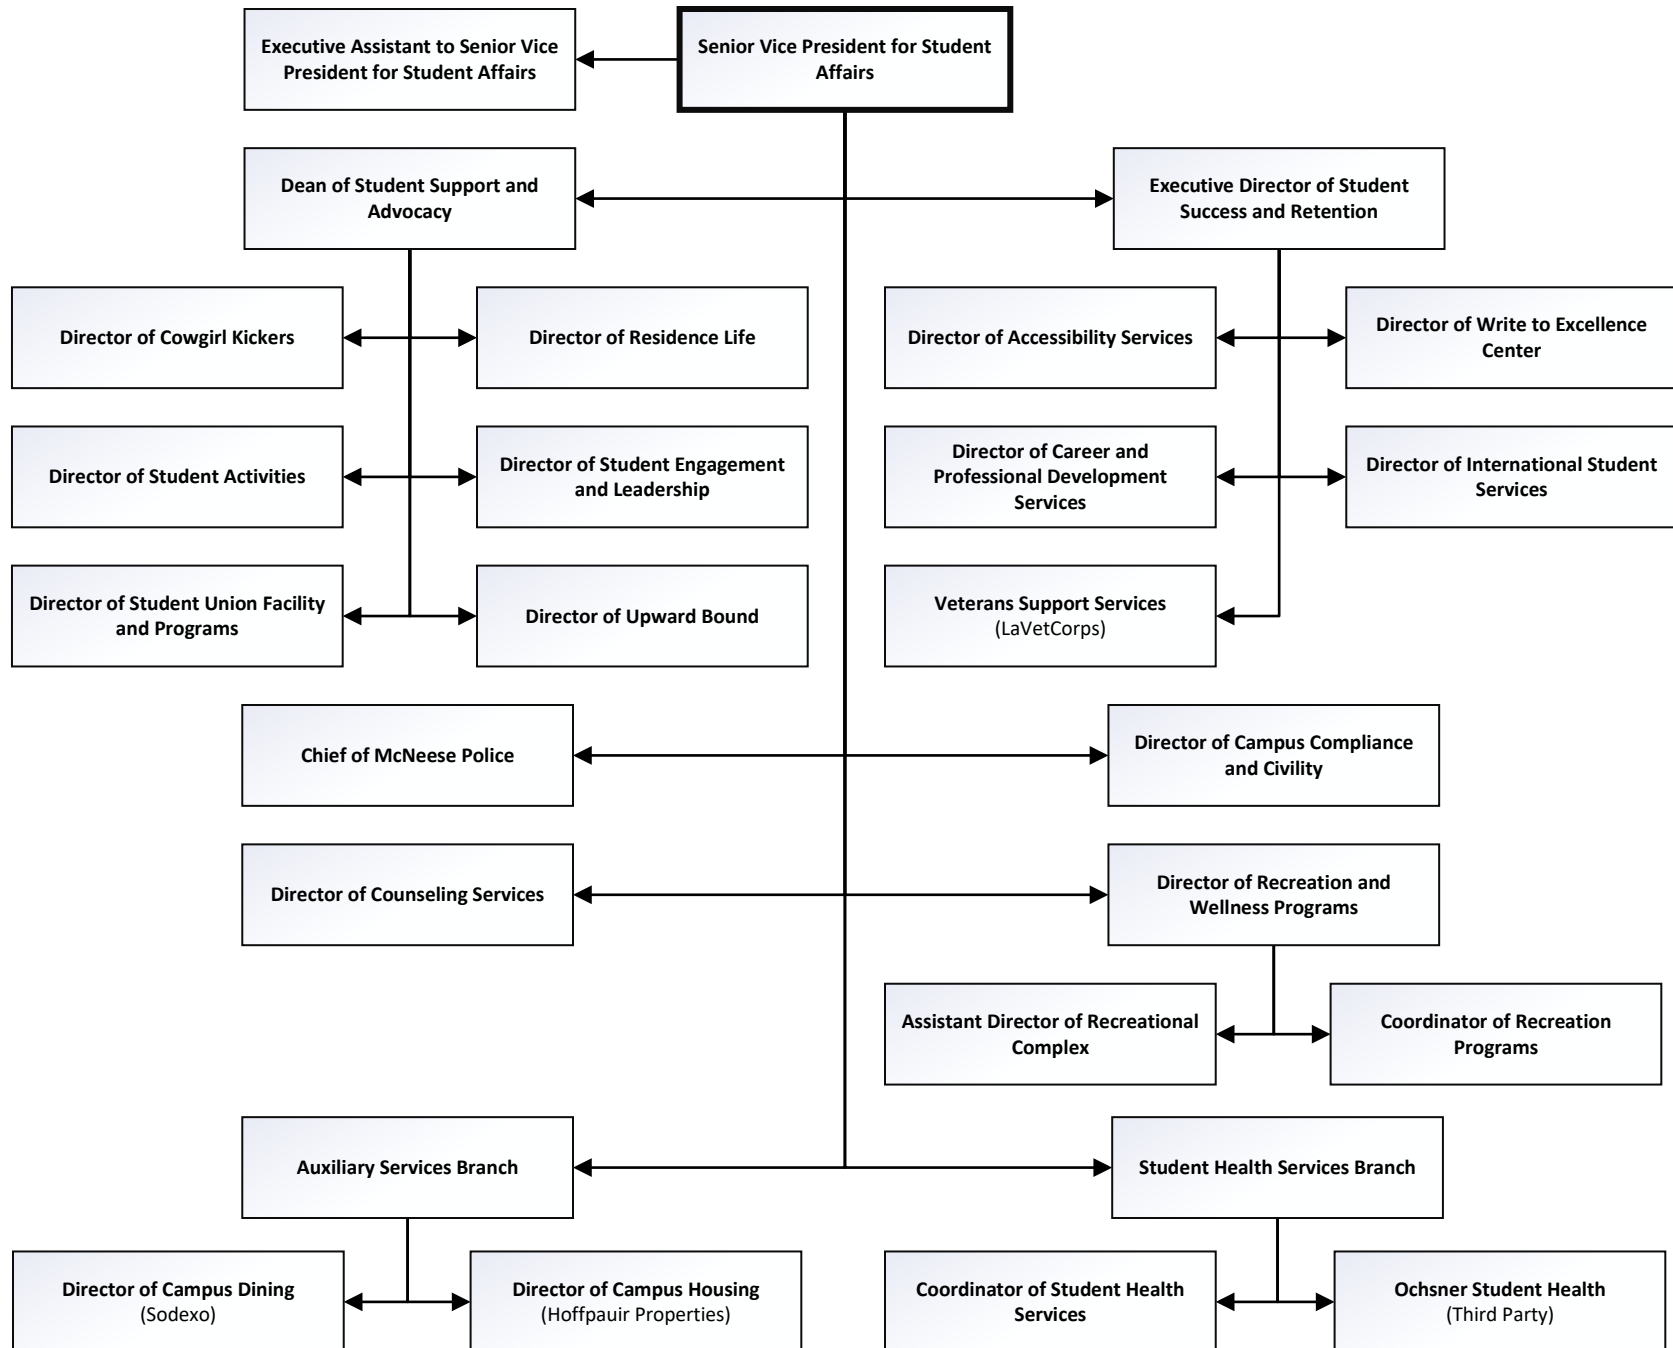 Executive Assistant to Senior Vice
President for Student Affairs
Senior Vice President for Student
Affairs
Dean of Student Support and
Advocacy
Executive Director of Student
Success and Retention
Director of Cowgirl Kickers
Director of Residence Life
Director of Accessibility Services
Director of Write to Excellence
Center
Director of Student Activities
Director of Student Engagement
and Leadership
Director of Career and
Professional Development
Services
Director of International Student
Services
Director of Student Union Facility
and Programs
Director of Upward Bound
Veterans Support Services
(LaVetCorps)
Chief of McNeese Police
Director of Campus Compliance
and Civility
Director of Counseling Services
Director of Recreation and
Wellness Programs
Assistant Director of Recreational
Complex
Coordinator of Recreation
Programs
Auxiliary Services Branch
Student Health Services Branch
Director of Campus Dining
(Sodexo)
Director of Campus Housing
(Hoffpauir Properties)
Coordinator of Student Health
Services
Ochsner Student Health
(Third Party)